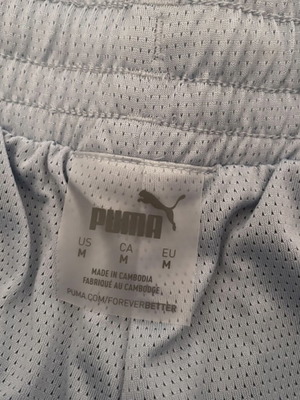 PUMA
US CA EU
M M M
MADE IN CAMBODIA
FABRIQUÉ AU CAMBODGE
PUMA.COM/FOREVERBETTER